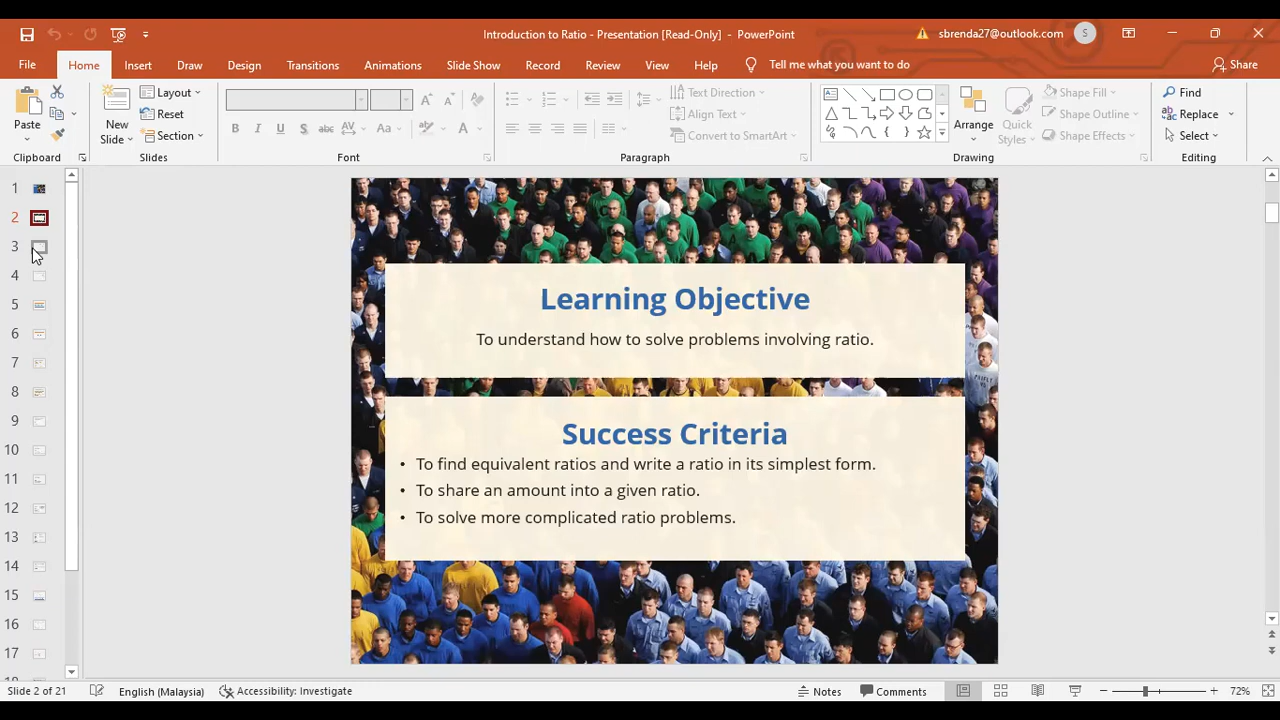 Introduction to Ratio - Presentation [Read-Only] - PowerPoint
sbrenda27@outlook.com
S
File
Home
Insert
Draw
Design
Transitions
Animations
Slide Show
Record
Review
View
Help
Tell me what you want to do
Share
Paste
Clipboard
New
Slide
Layout
Reset
Section
Slides
B I U S abc AV Aa A
Font
Text Direction
Align Text
Convert to SmartArt
Paragraph
Arrange
Quick
Styles
Shape Fill
Shape Outline
Shape Effects
Drawing
Find
Replace
Select
Editing
1
2
3
4
5
6
7
8
9
10
11
12
13
14
15
16
17
Learning Objective
To understand how to solve problems involving ratio.
Success Criteria
• To find equivalent ratios and write a ratio in its simplest form.
• To share an amount into a given ratio.
• To solve more complicated ratio problems.
Slide 2 of 21
English (Malaysia)
Accessibility: Investigate
Notes
Comments
72%